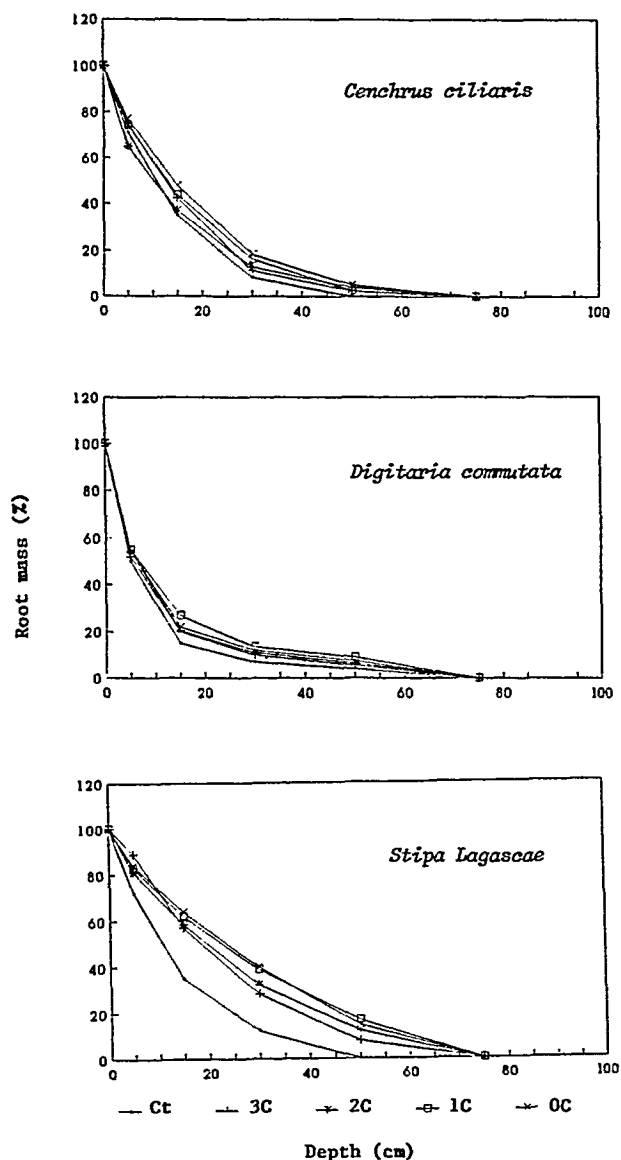 120
100
Cenchrus ciliaris
80
60
40
20
0
0 20 40 60 80 100
120
100
Digitaria commutata
80
60
40
20
0
0 20 40 60 80 100
Root mass (%)
120
100
Stipa Lagascae
80
60
40
20
0
0 20 40 60 80 100
Ct 3C 2C 1C 0C
Depth (cm)